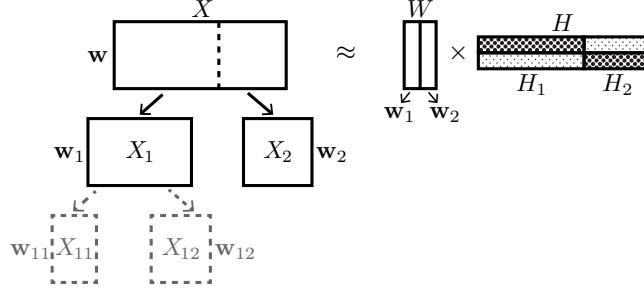 X W H
w ≈ ×
H₁ H₂
w₁ w₂
w₁ X₁ X₂ w₂
w₁₁ X₁₁ X₁₂ w₁₂